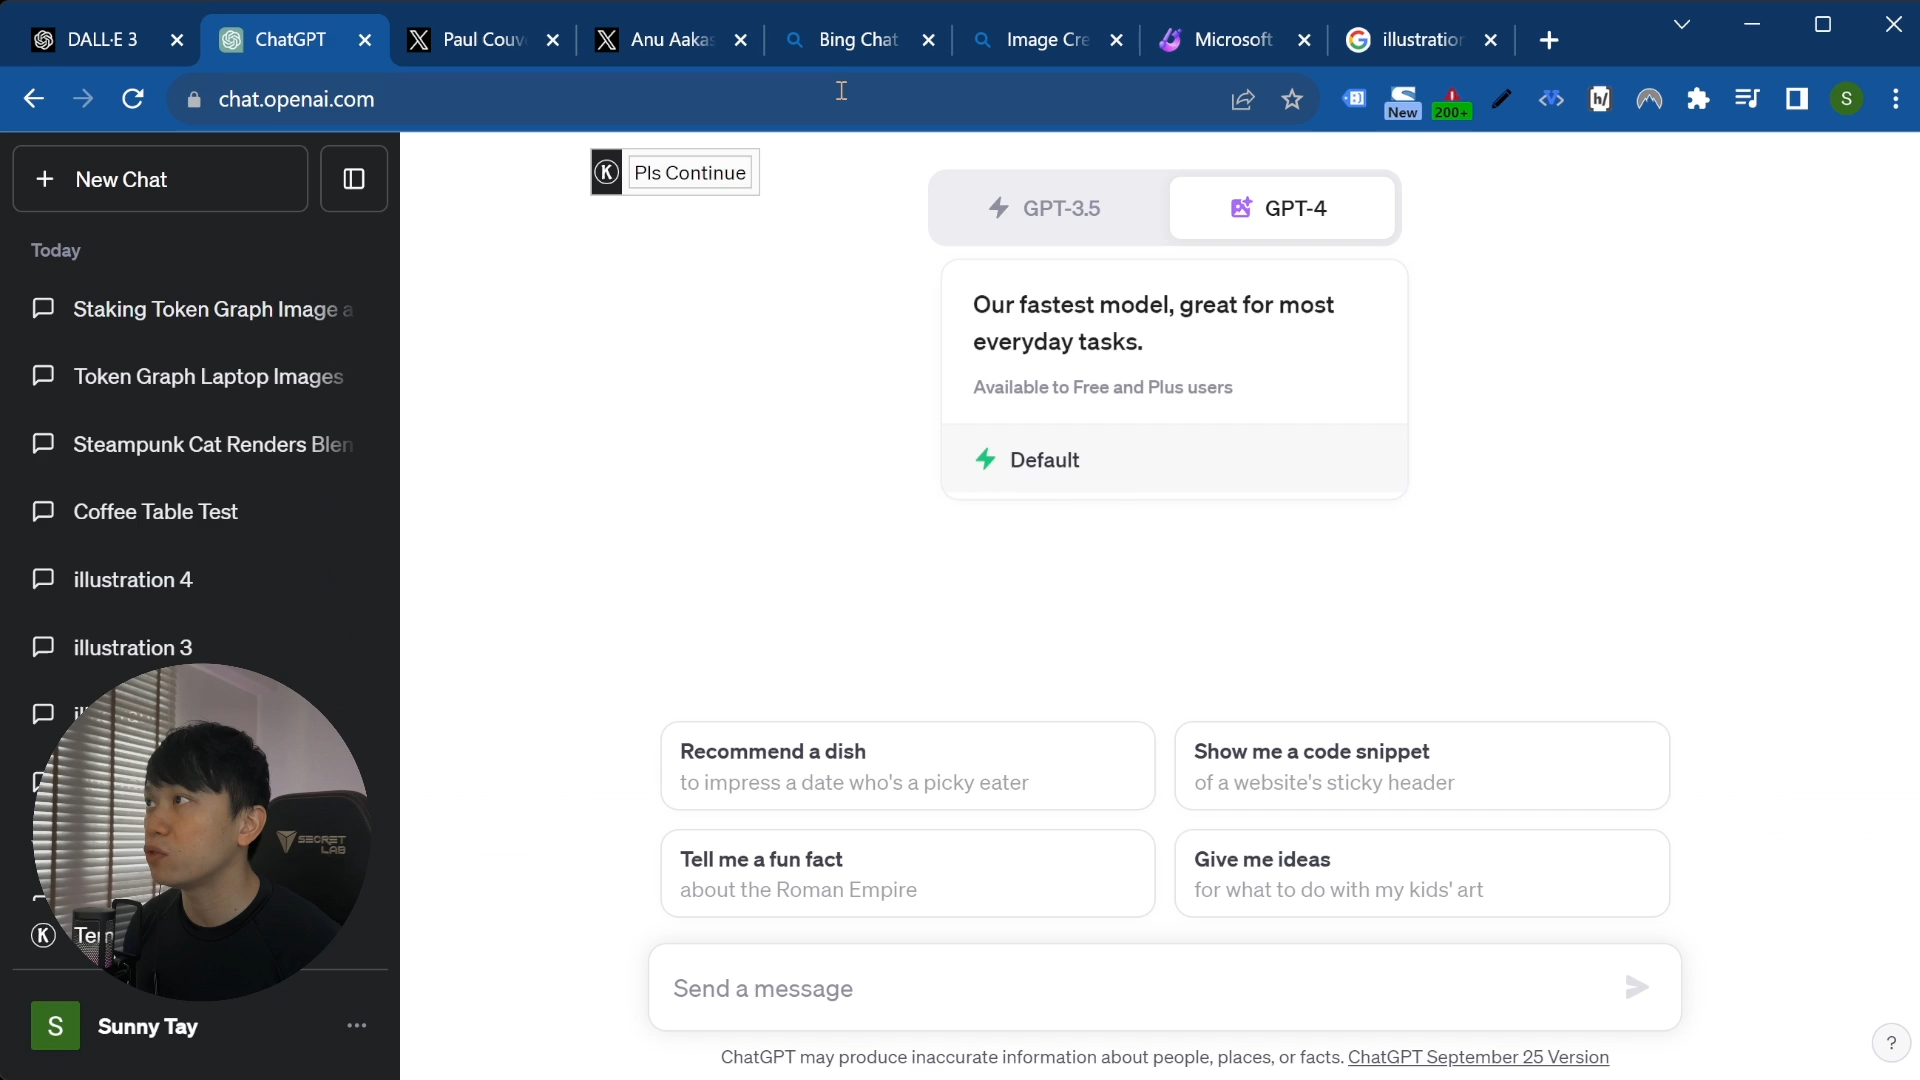 DALL·E 3
ChatGPT
Paul Couv
Anu Aakas
Bing Chat
Image Cre
Microsoft
illustration
chat.openai.com
New
200+
S
New Chat
Today
Staking Token Graph Image a
Token Graph Laptop Images
Steampunk Cat Renders Blen
Coffee Table Test
illustration 4
illustration 3
K
Tem
S
Sunny Tay
SECRET
LAB
K
Pls Continue
GPT-3.5
GPT-4
Our fastest model, great for most
everyday tasks.
Available to Free and Plus users
Default
Recommend a dish
to impress a date who's a picky eater
Show me a code snippet
of a website's sticky header
Tell me a fun fact
about the Roman Empire
Give me ideas
for what to do with my kids' art
Send a message
ChatGPT may produce inaccurate information about people, places, or facts. ChatGPT September 25 Version
?